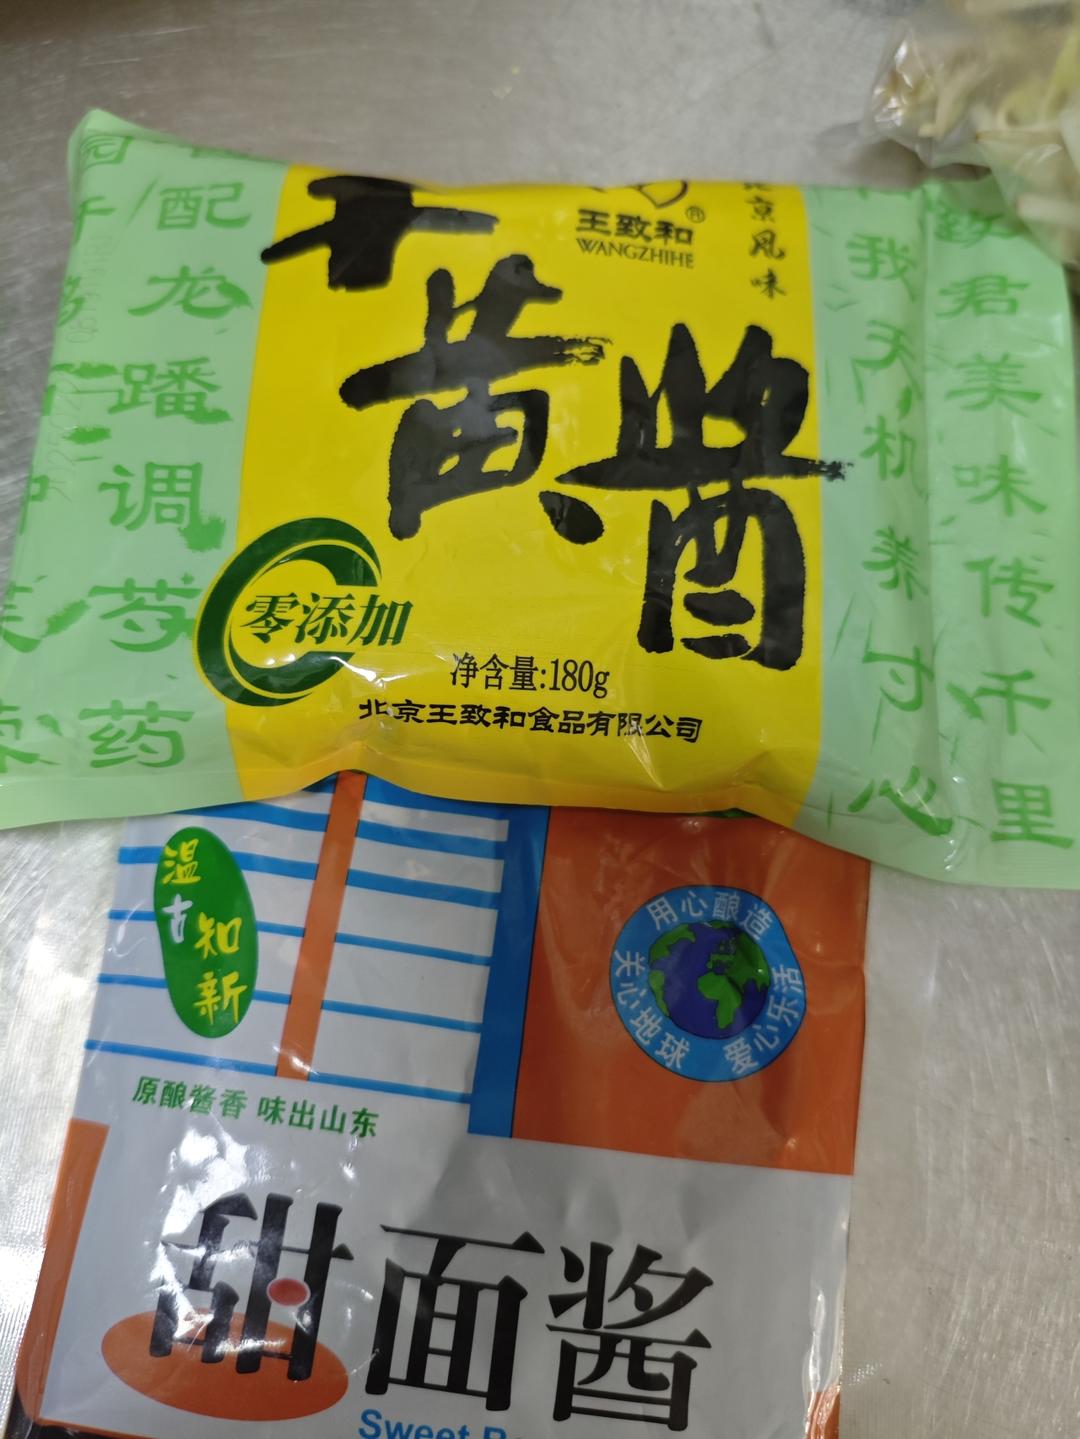 干黄酱
王致和®
WANGZHIHE
北京风味
零添加
净含量:180g
北京王致和食品有限公司
配龙蹯调芍药
我天机养寸心
致君美味传千里
温古知新
用心酿造
关心地球
爱心乐活
原酿酱香 味出山东
甜面酱
Sweet